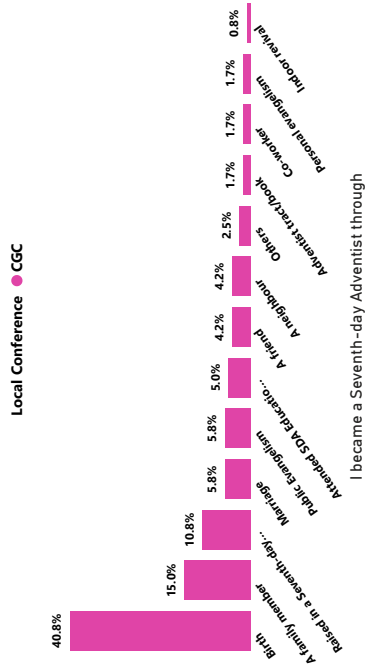 Local Conference CGC
40.8%
15.0%
10.8%
5.8%
5.8%
5.0%
4.2%
4.2%
2.5%
1.7%
1.7%
1.7%
0.8%
Birth
A family member
Raised in a Seventh-day...
Marriage
Public Evangelism
Attended SDA Educatio...
A friend
A neighbour
Others
Adventist tract/book
Co-worker
Personal evangelism
Indoor revival
I became a Seventh-day Adventist through